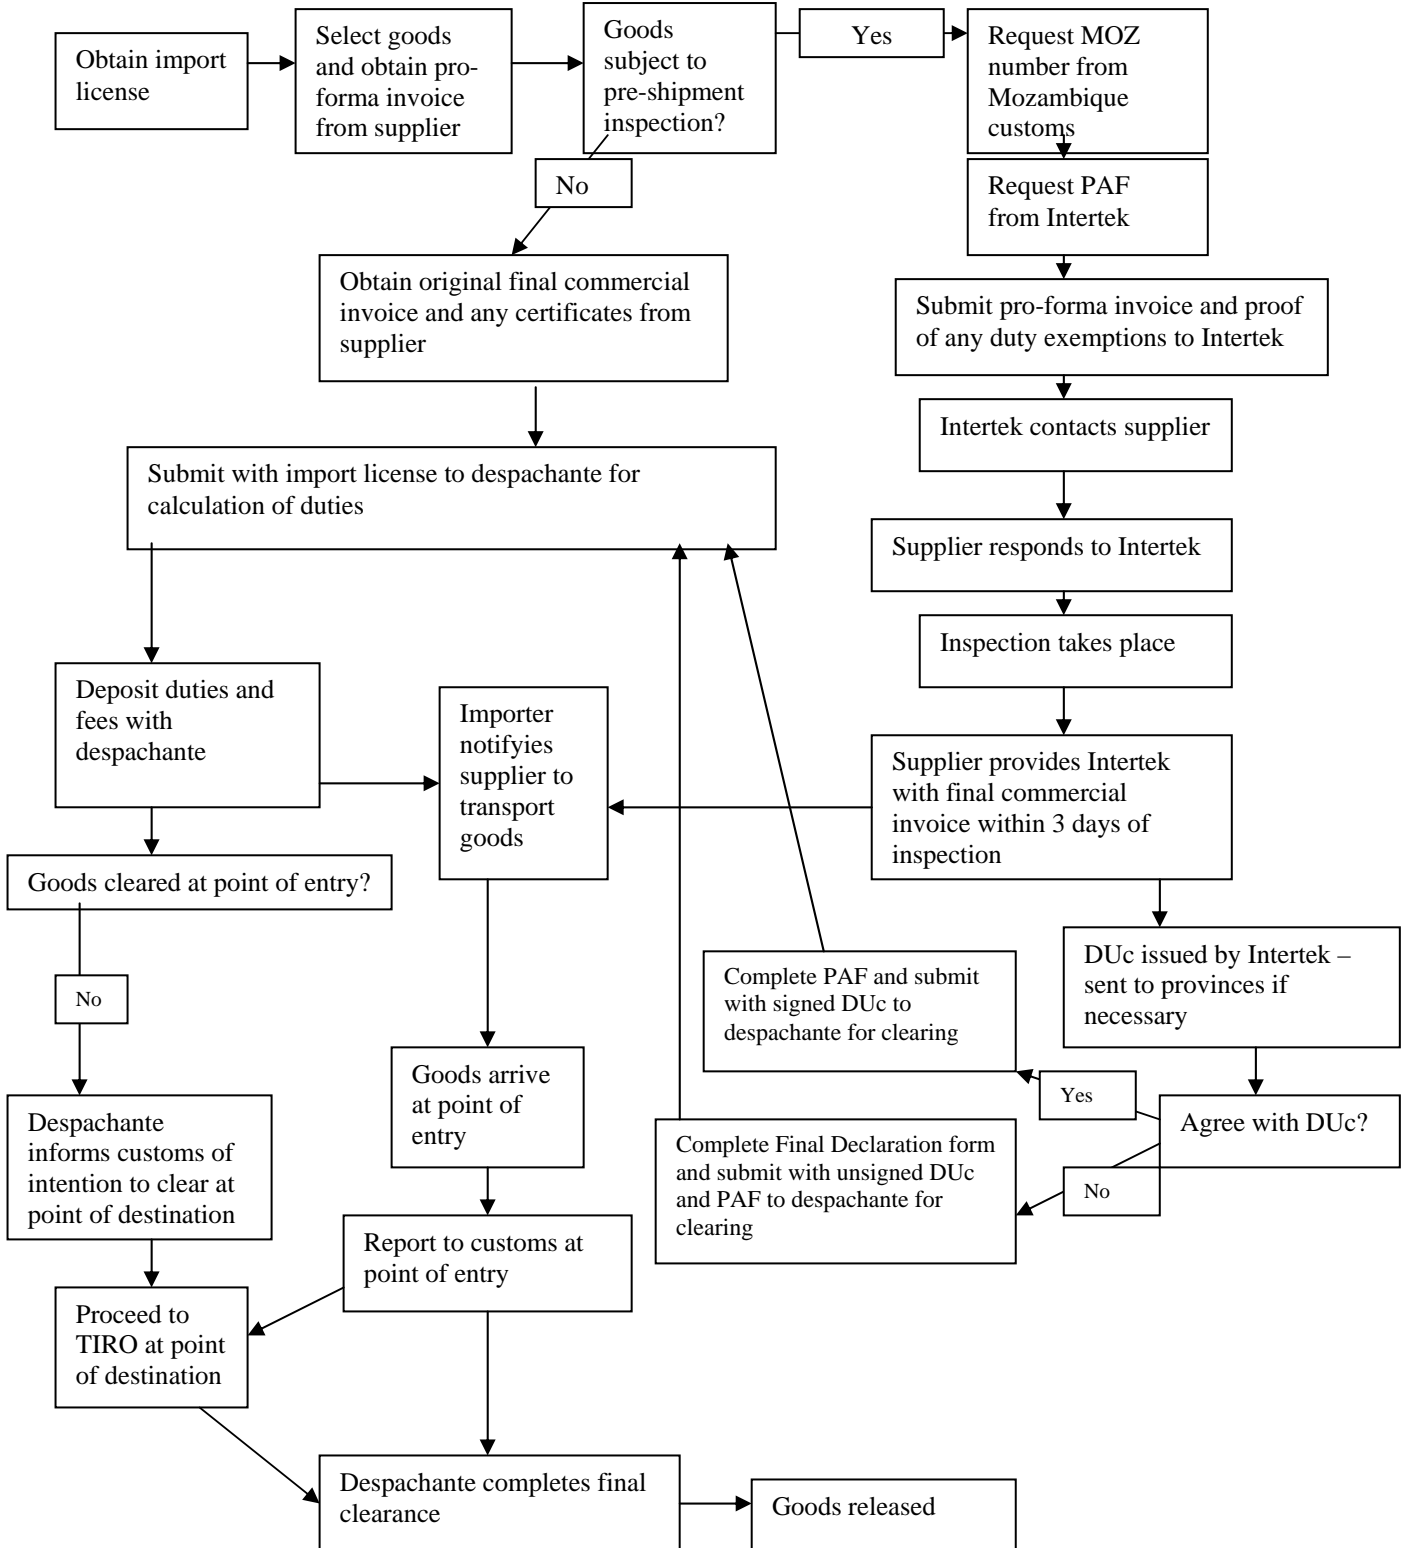 Obtain import
license
Select goods
and obtain pro-
forma invoice
from supplier
Goods
subject to
pre-shipment
inspection?
Yes
Request MOZ
number from
Mozambique
customs
No
Request PAF
from Intertek
Obtain original final commercial
invoice and any certificates from
supplier
Submit pro-forma invoice and proof
of any duty exemptions to Intertek
Intertek contacts supplier
Submit with import license to despachante for
calculation of duties
Supplier responds to Intertek
Inspection takes place
Deposit duties and
fees with
despachante
Importer
notifyies
supplier to
transport
goods
Supplier provides Intertek
with final commercial
invoice within 3 days of
inspection
Goods cleared at point of entry?
No
Complete PAF and submit
with signed DUc to
despachante for clearing
DUc issued by Intertek –
sent to provinces if
necessary
Goods arrive
at point of
entry
Yes
Agree with DUc?
No
Despachante
informs customs of
intention to clear at
point of destination
Complete Final Declaration form
and submit with unsigned DUc
and PAF to despachante for
clearing
Report to customs at
point of entry
Proceed to
TIRO at point
of destination
Despachante completes final
clearance
Goods released